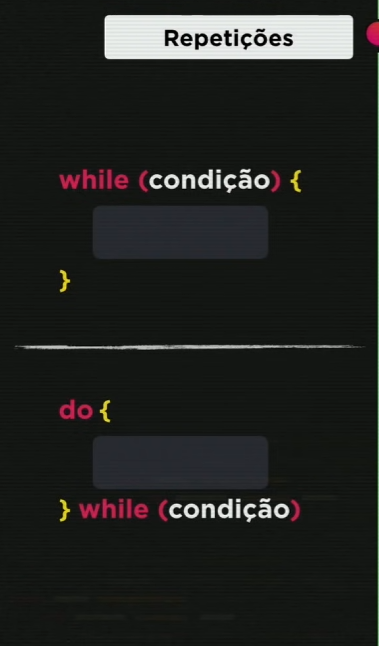 Repetições
while (condição) {
}
do {
} while (condição)